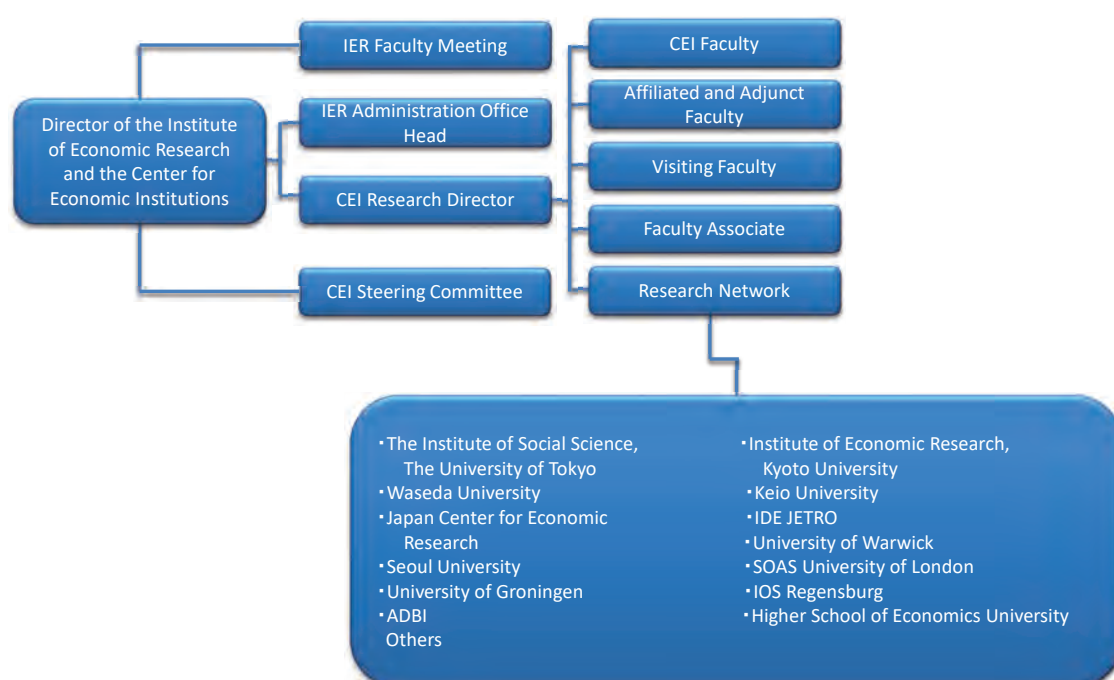 Director of the Institute
of Economic Research
and the Center for
Economic Institutions
IER Faculty Meeting
IER Administration Office
Head
CEI Research Director
CEI Steering Committee
CEI Faculty
Affiliated and Adjunct
Faculty
Visiting Faculty
Faculty Associate
Research Network
・The Institute of Social Science,
The University of Tokyo
・Waseda University
・Japan Center for Economic
Research
・Seoul University
・University of Groningen
・ADBI
Others
・Institute of Economic Research,
Kyoto University
・Keio University
・IDE JETRO
・University of Warwick
・SOAS University of London
・IOS Regensburg
・Higher School of Economics University